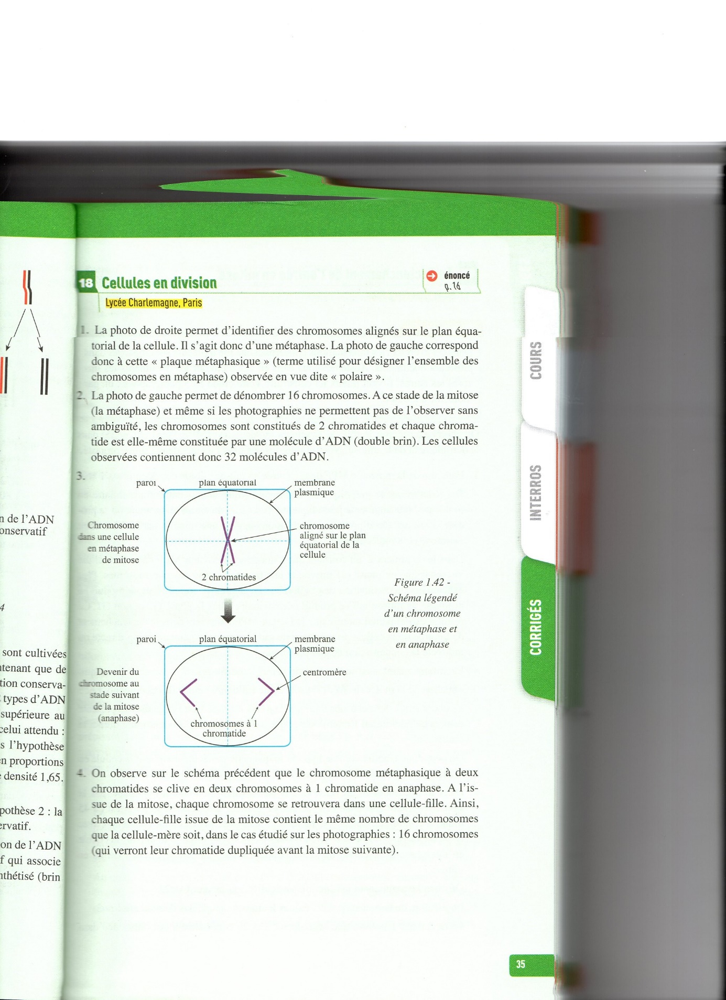 n de l’ADN
onservatif
4
sont cultivées
tenant que de
tion conserva-
types d’ADN
supérieure au
celui attendu :
s l’hypothèse
en proportions
densité 1,65.
pothèse 2 : la
ervatif.
on de l’ADN
f qui associe
nthétisé (brin
18 Cellules en division
énoncé
p. 16
Lycée Charlemagne, Paris
1. La photo de droite permet d’identifier des chromosomes alignés sur le plan équa-
torial de la cellule. Il s’agit donc d’une métaphase. La photo de gauche correspond
donc à cette « plaque métaphasique » (terme utilisé pour désigner l’ensemble des
chromosomes en métaphase) observée en vue dite « polaire ».
2. La photo de gauche permet de dénombrer 16 chromosomes. A ce stade de la mitose
(la métaphase) et même si les photographies ne permettent pas de l’observer sans
ambiguïté, les chromosomes sont constitués de 2 chromatides et chaque chroma-
tide est elle-même constituée par une molécule d’ADN (double brin). Les cellules
observées contiennent donc 32 molécules d’ADN.
3.
paroi
plan équatorial
membrane
plasmique
Chromosome
dans une cellule
en métaphase
de mitose
chromosome
aligné sur le plan
équatorial de la
cellule
2 chromatides
Figure 1.42 -
Schéma légendé
d’un chromosome
en métaphase et
en anaphase
paroi
plan équatorial
membrane
plasmique
Devenir du
chromosome au
stade suivant
de la mitose
(anaphase)
centromère
chromosomes à 1
chromatide
4. On observe sur le schéma précédent que le chromosome métaphasique à deux
chromatides se clive en deux chromosomes à 1 chromatide en anaphase. A l’is-
sue de la mitose, chaque chromosome se retrouvera dans une cellule-fille. Ainsi,
chaque cellule-fille issue de la mitose contient le même nombre de chromosomes
que la cellule-mère soit, dans le cas étudié sur les photographies : 16 chromosomes
(qui verront leur chromatide dupliquée avant la mitose suivante).
COURS
INTERROS
CORRIGÉS
35